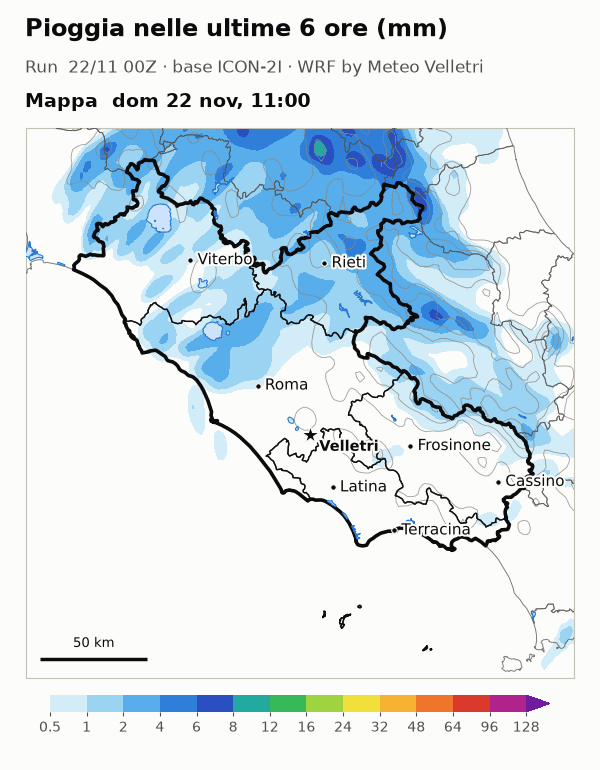 Pioggia nelle ultime 6 ore (mm)
Run 22/11 00Z · base ICON-2I · WRF by Meteo Velletri
Mappa dom 22 nov, 11:00
Viterbo
Rieti
Roma
Velletri
Frosinone
Latina
Cassino
Terracina
50 km
0.5 1 2 4 6 8 12 16 24 32 48 64 96 128